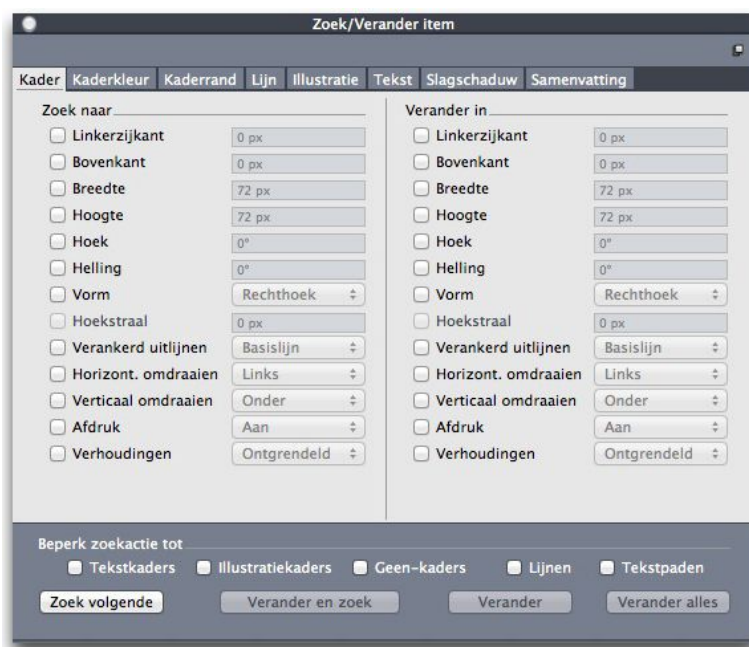 Zoek/Verander item
Kader Kaderkleur Kaderrand Lijn Illustratie Tekst Slagschaduw Samenvatting
Zoek naar
Linkerzijkant 0 px
Bovenkant 0 px
Breedte 72 px
Hoogte 72 px
Hoek 0°
Helling 0°
Vorm Rechthoek
Hoekstraal 0 px
Verankerd uitlijnen Basislijn
Horizont. omdraaien Links
Verticaal omdraaien Onder
Afdruk Aan
Verhoudingen Ontgrendeld
Verander in
Linkerzijkant 0 px
Bovenkant 0 px
Breedte 72 px
Hoogte 72 px
Hoek 0°
Helling 0°
Vorm Rechthoek
Hoekstraal 0 px
Verankerd uitlijnen Basislijn
Horizont. omdraaien Links
Verticaal omdraaien Onder
Afdruk Aan
Verhoudingen Ontgrendeld
Beperk zoekactie tot
Tekstkaders Illustratiekaders Geen-kaders Lijnen Tekstpaden
Zoek volgende Verander en zoek Verander Verander alles